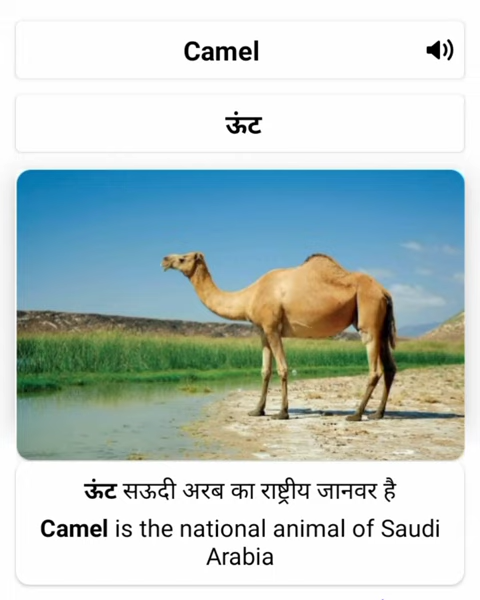 Camel
ऊंट
ऊंट सऊदी अरब का राष्ट्रीय जानवर है
Camel is the national animal of Saudi
Arabia